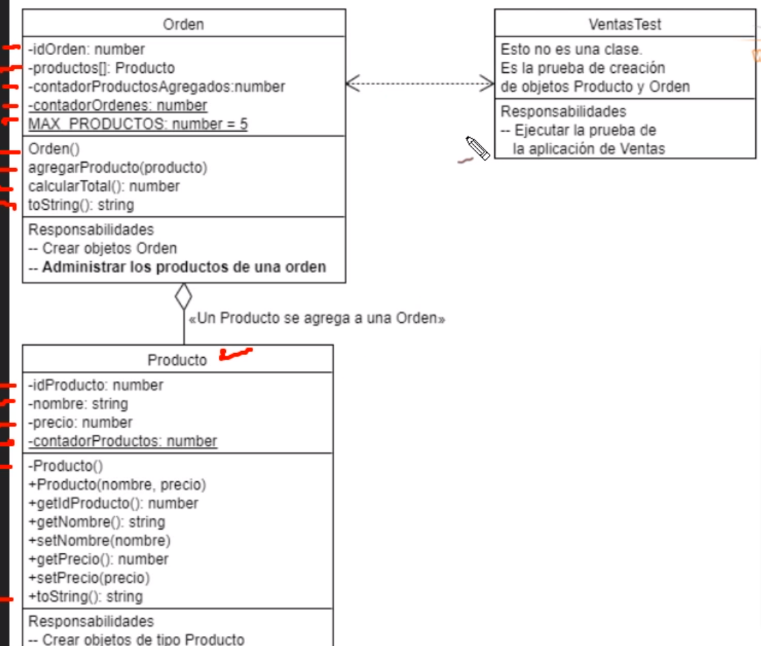 Orden
-idOrden: number
-productos[]: Producto
-contadorProductosAgregados:number
-contadorOrdenes: number
MAX_PRODUCTOS: number = 5
Orden()
agregarProducto(producto)
calcularTotal(): number
toString(): string
Responsabilidades
-- Crear objetos Orden
-- Administrar los productos de una orden
VentasTest
Esto no es una clase.
Es la prueba de creación
de objetos Producto y Orden
Responsabilidades
-- Ejecutar la prueba de
la aplicación de Ventas
«Un Producto se agrega a una Orden»
Producto
-idProducto: number
-nombre: string
-precio: number
-contadorProductos: number
-Producto()
+Producto(nombre, precio)
+getIdProducto(): number
+getNombre(): string
+setNombre(nombre)
+getPrecio(): number
+setPrecio(precio)
+toString(): string
Responsabilidades
-- Crear objetos de tipo Producto